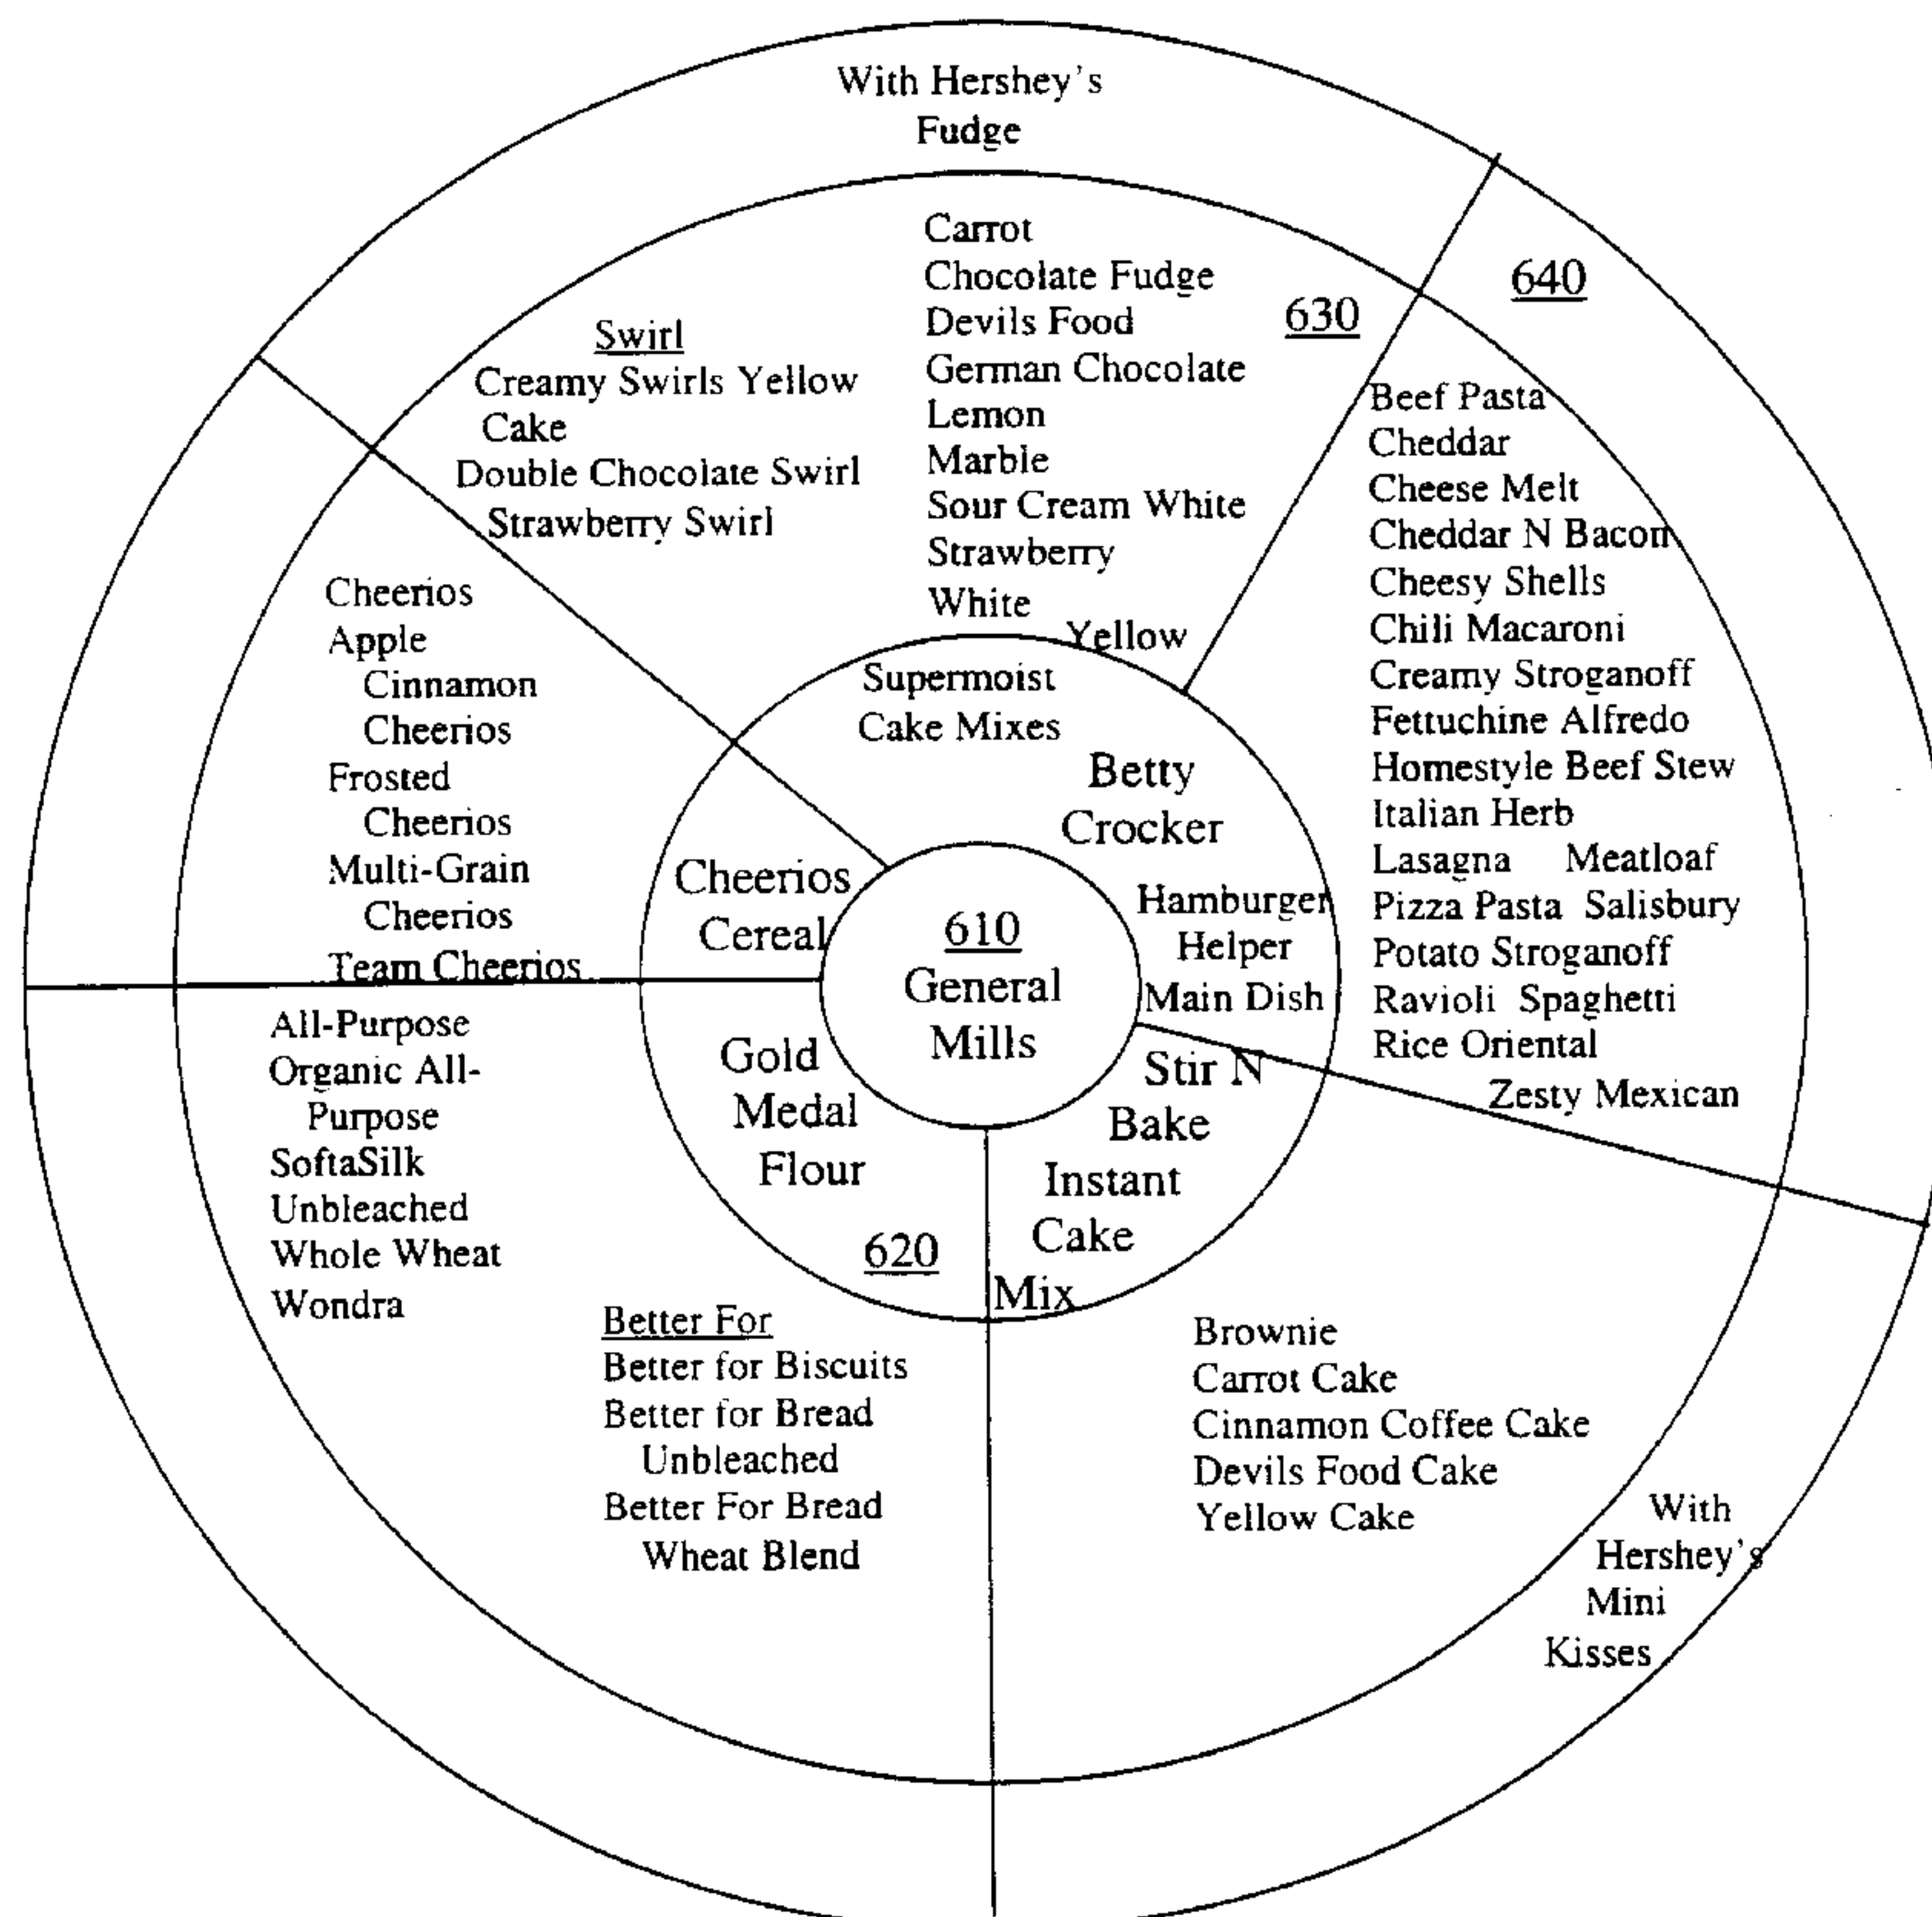 With Hershey's
Fudge
640
630
Swirl
Creamy Swirls Yellow
Cake
Double Chocolate Swirl
Strawberry Swirl
Carrot
Chocolate Fudge
Devils Food
German Chocolate
Lemon
Marble
Sour Cream White
Strawberry
White
Yellow
Beef Pasta
Cheddar
Cheese Melt
Cheddar N Bacon
Cheesy Shells
Chili Macaroni
Creamy Stroganoff
Fettuchine Alfredo
Homestyle Beef Stew
Italian Herb
Lasagna Meatloaf
Pizza Pasta Salisbury
Potato Stroganoff
Ravioli Spaghetti
Rice Oriental
Zesty Mexican
Cheerios
Apple
Cinnamon
Cheerios
Frosted
Cheerios
Multi-Grain
Cheerios
Team Cheerios
Supermoist
Cake Mixes
Betty
Crocker
Hamburger
Helper
Main Dish
Cheerios
Cereal
610
General
Mills
Gold
Medal
Flour
620
Stir N
Bake
Instant
Cake
Mix
All-Purpose
Organic All-
Purpose
SoftaSilk
Unbleached
Whole Wheat
Wondra
Better For
Better for Biscuits
Better for Bread
Unbleached
Better For Bread
Wheat Blend
Brownie
Carrot Cake
Cinnamon Coffee Cake
Devils Food Cake
Yellow Cake
With
Hershey's
Mini
Kisses